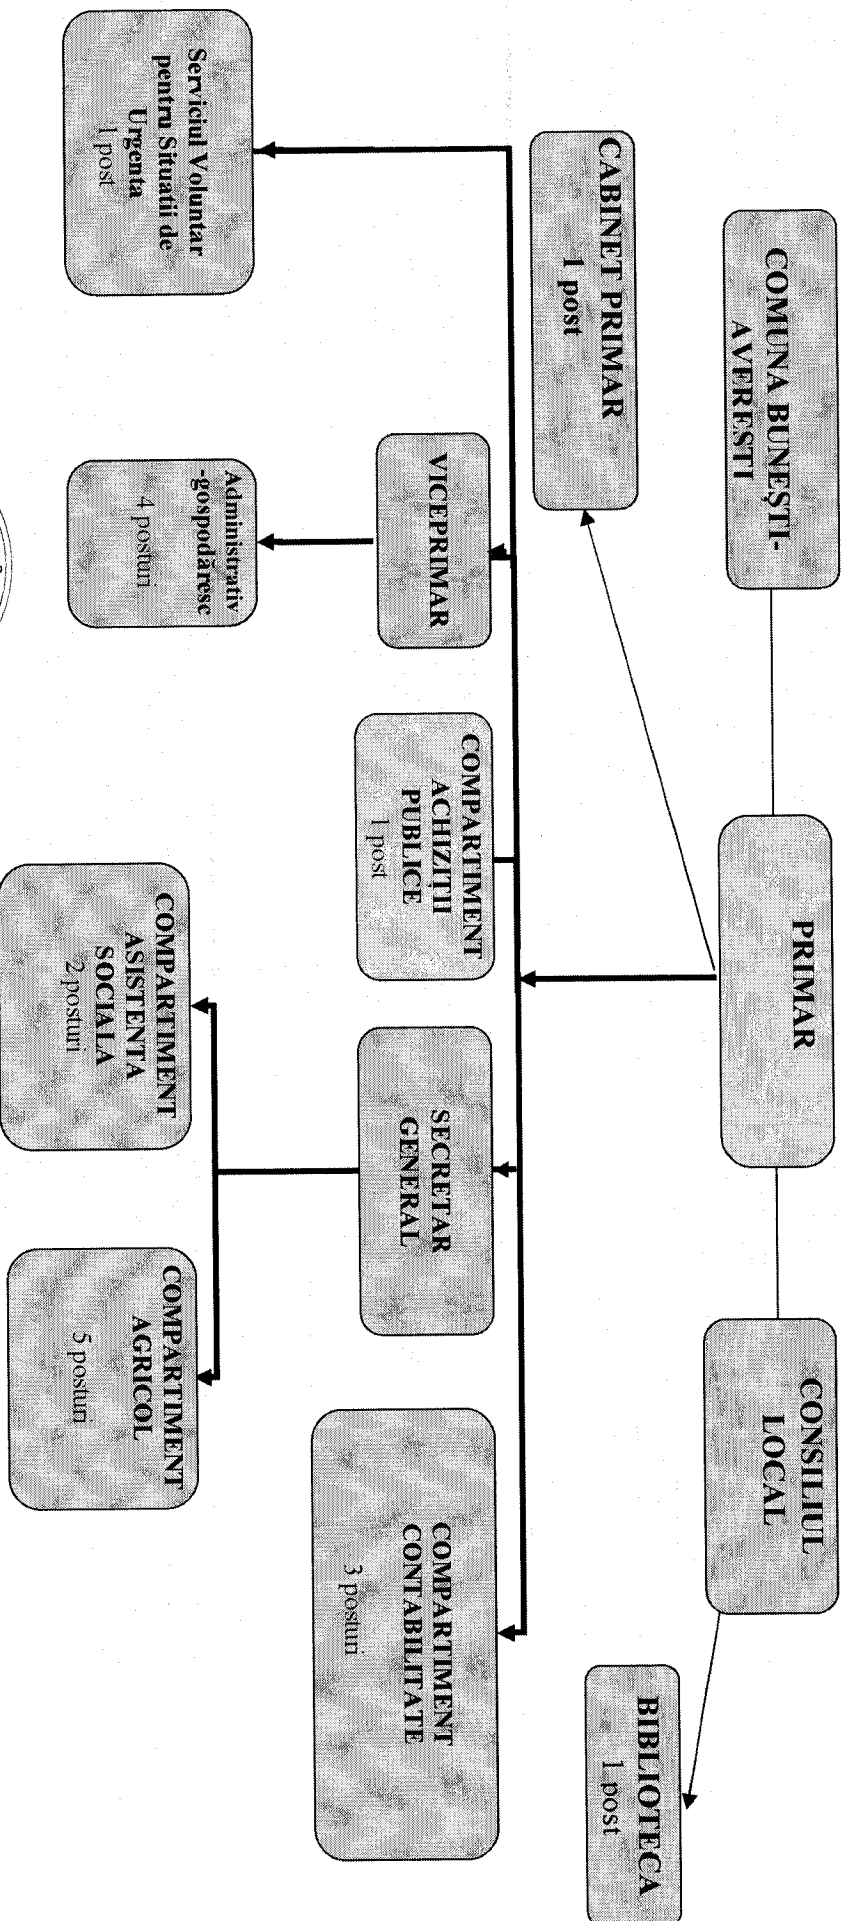 COMUNA BUNEŞTI-
AVEREŞTI
PRIMAR
CONSILIUL
LOCAL
CABINET PRIMAR
1 post
BIBLIOTECA
1 post
VICEPRIMAR
COMPARTIMENT
ACHIZIŢII
PUBLICE
1 post
SECRETAR
GENERAL
COMPARTIMENT
CONTABILITATE
3 posturi
Serviciul Voluntar
pentru Situatii de
Urgenta
1 post
Administrativ
-gospodăresc
4 posturi
COMPARTIMENT
ASISTENTA
SOCIALA
2 posturi
COMPARTIMENT
AGRICOL
5 posturi